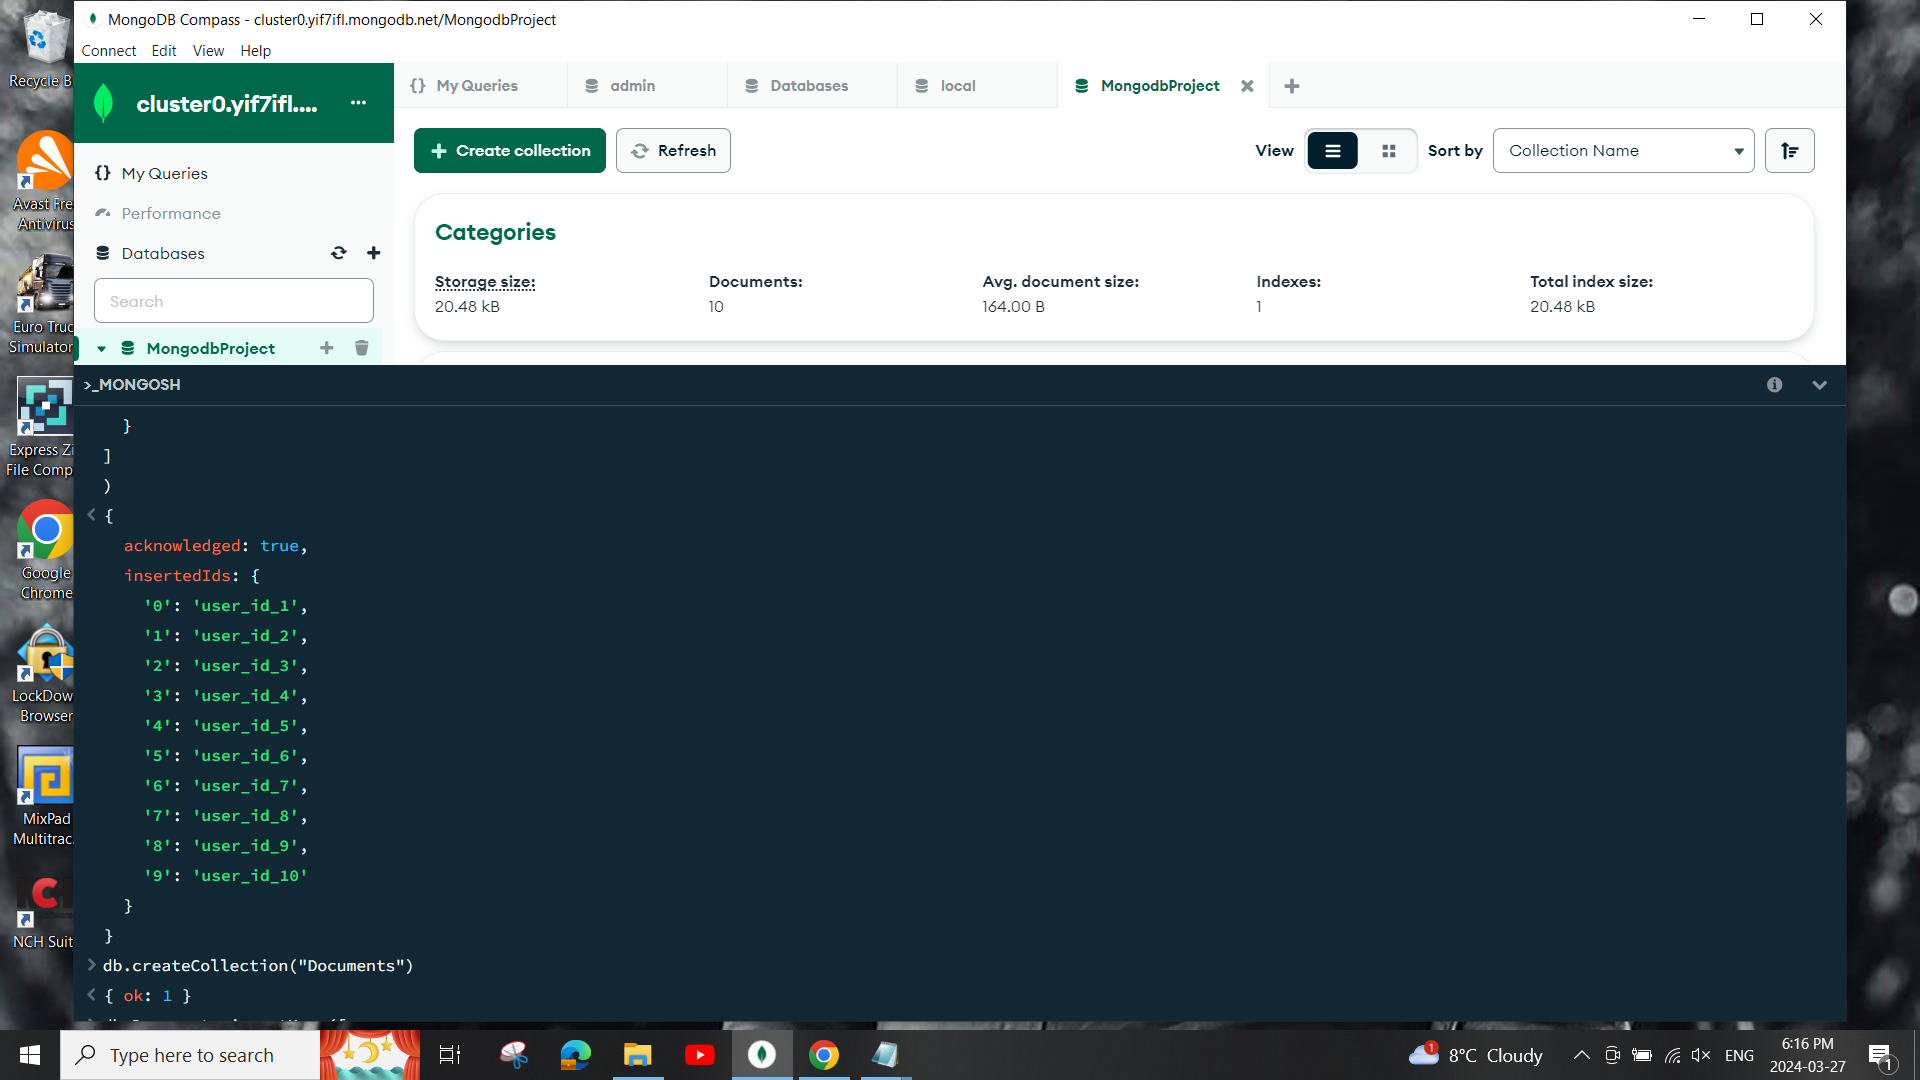 MongoDB Compass - cluster0.yif7ifl.mongodb.net/MongodbProject
Connect Edit View Help
cluster0.yif7ifl....
{} My Queries
Performance
Databases
Search
MongodbProject
{} My Queries
admin
Databases
local
MongodbProject
Create collection
Refresh
View
Sort by
Collection Name
Categories
Storage size: Documents: Avg. document size: Indexes: Total index size:
20.48 kB 10 164.00 B 1 20.48 kB
>_MONGOSH
}
]
)
< {
acknowledged: true,
insertedIds: {
'0': 'user_id_1',
'1': 'user_id_2',
'2': 'user_id_3',
'3': 'user_id_4',
'4': 'user_id_5',
'5': 'user_id_6',
'6': 'user_id_7',
'7': 'user_id_8',
'8': 'user_id_9',
'9': 'user_id_10'
}
}
> db.createCollection("Documents")
< { ok: 1 }
Recycle B
Avast Fre
Antivirus
Euro Truc
Simulator
Express Zi
File Comp
Google
Chrome
LockDow
Browser
MixPad
Multitrac.
NCH Suit
Type here to search
1
8°C Cloudy
ENG
6:16 PM
2024-03-27
1